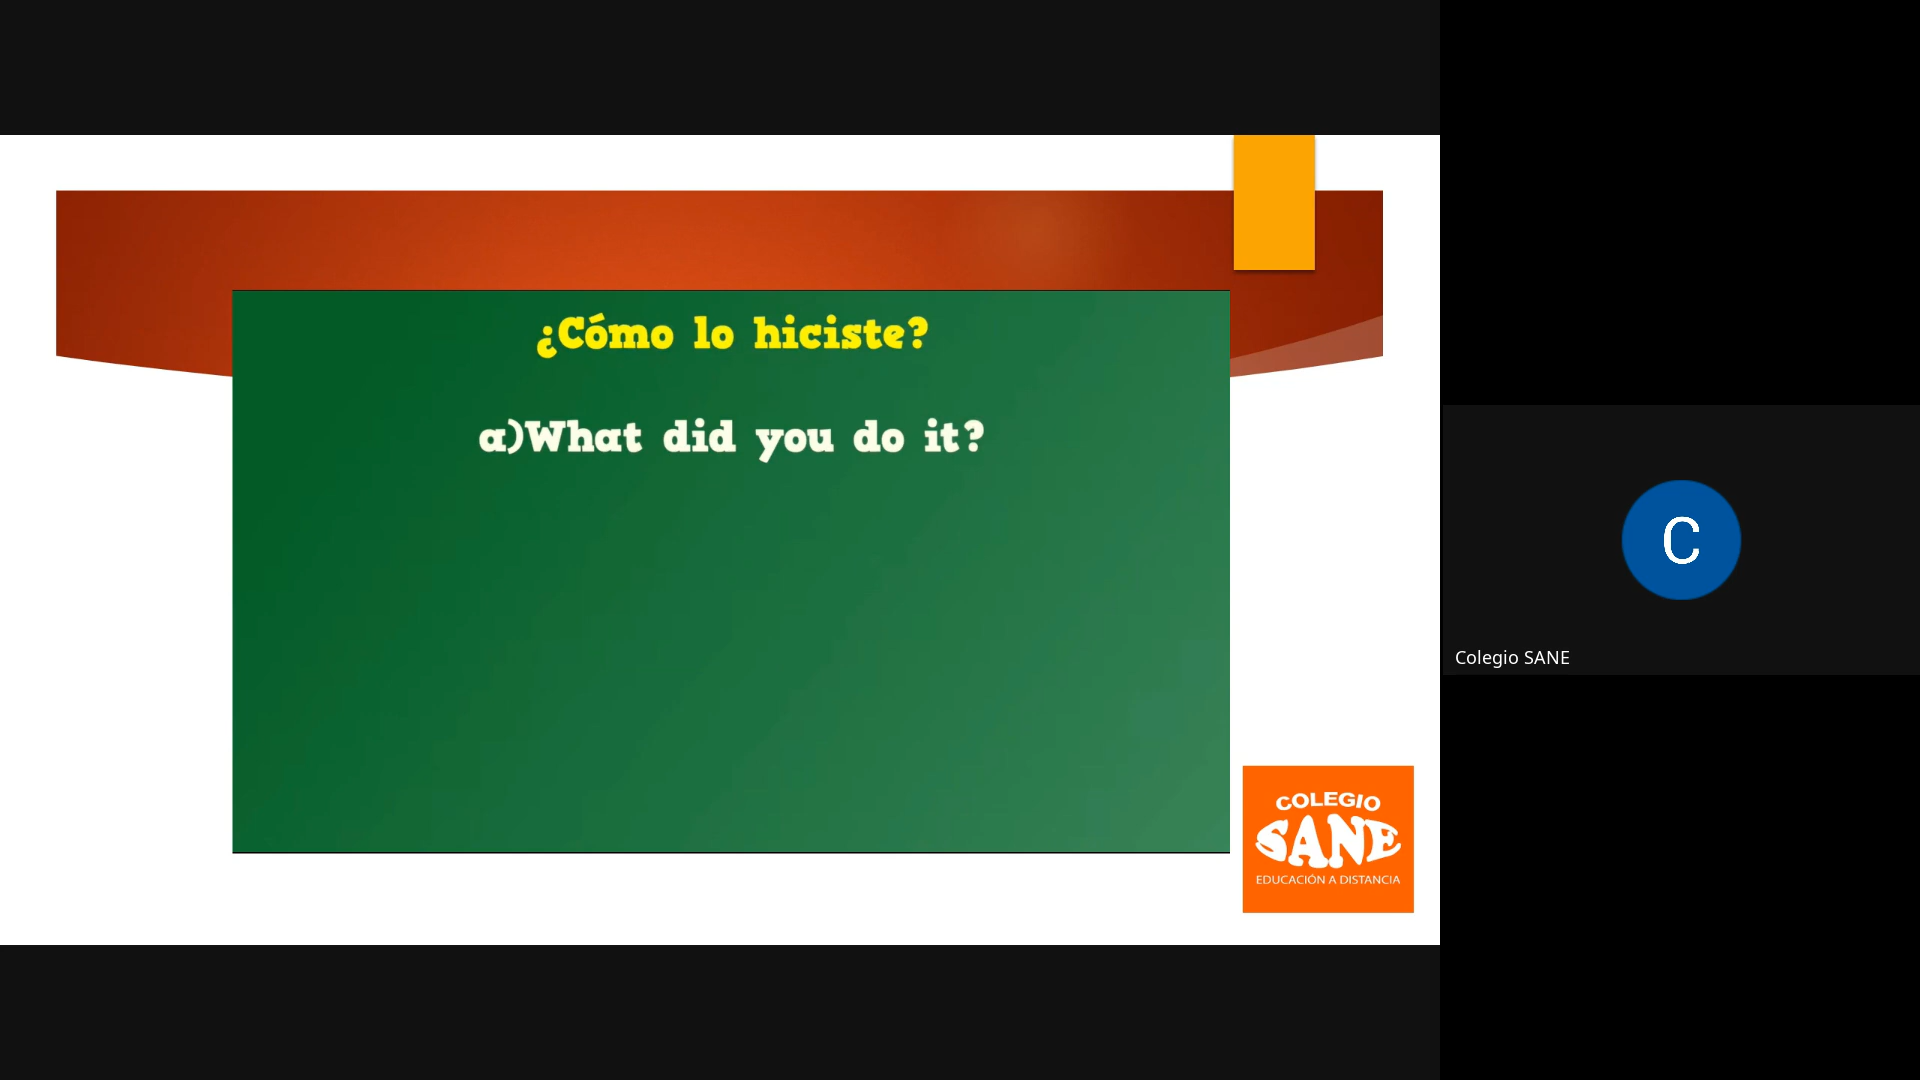 ¿Cómo lo hiciste?
a)What did you do it?
C
Colegio SANE
COLEGIO
SANE
EDUCACIÓN A DISTANCIA